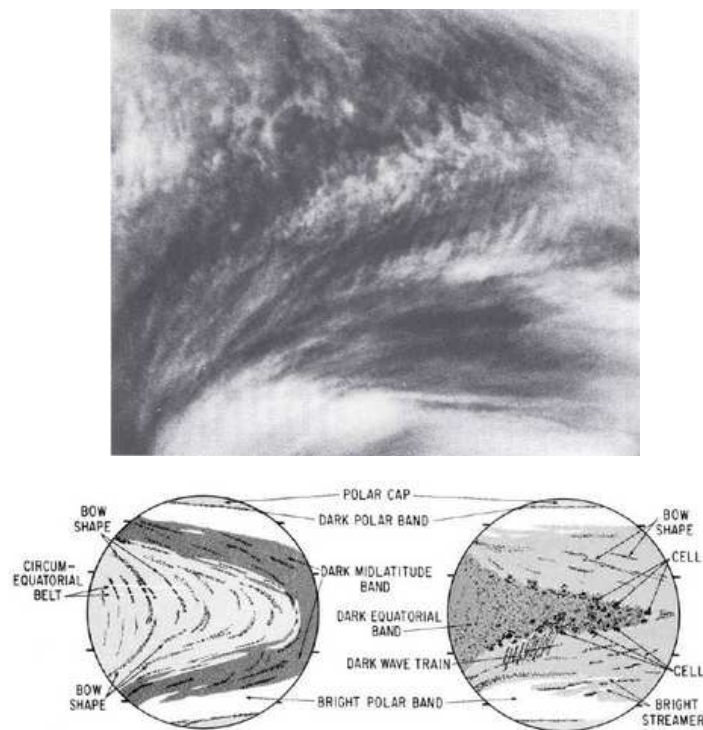 POLAR CAP
DARK POLAR BAND
BOW
SHAPE
CIRCUM-
EQUATORIAL
BELT
BOW
SHAPE
DARK MIDLATITUDE
BAND
DARK EQUATORIAL
BAND
DARK WAVE TRAIN
BRIGHT POLAR BAND
BOW
SHAPE
CELL
CELL
BRIGHT
STREAMER